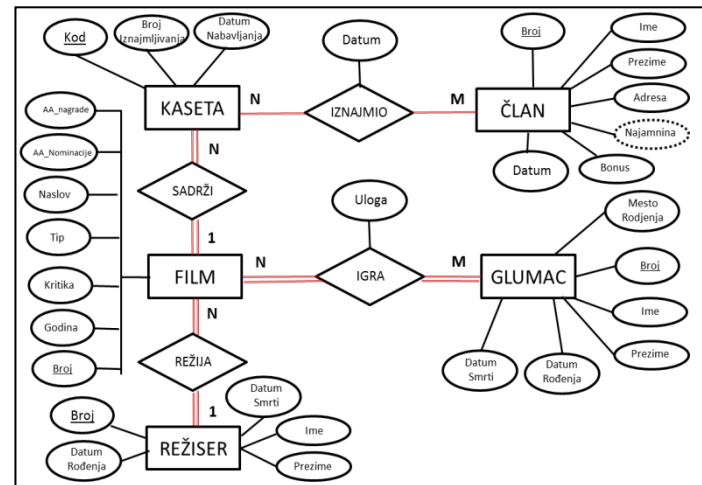 Kod
Broj
Iznajmljivanja
Datum
Nabavljanja
Datum
Broj
Ime
Prezime
Adresa
Najamnina
Bonus
Datum
KASETA
N
IZNAJMIO
M
ČLAN
AA_nagrade
AA_Nominacije
Naslov
Tip
Kritika
Godina
Broj
N
SADRŽI
1
Uloga
FILM
N
IGRA
M
GLUMAC
Mesto
Rodjenja
Broj
Ime
Prezime
Datum
Rođenja
Datum
Smrti
N
REŽIJA
1
Broj
Datum
Rođenja
REŽISER
Datum
Smrti
Ime
Prezime